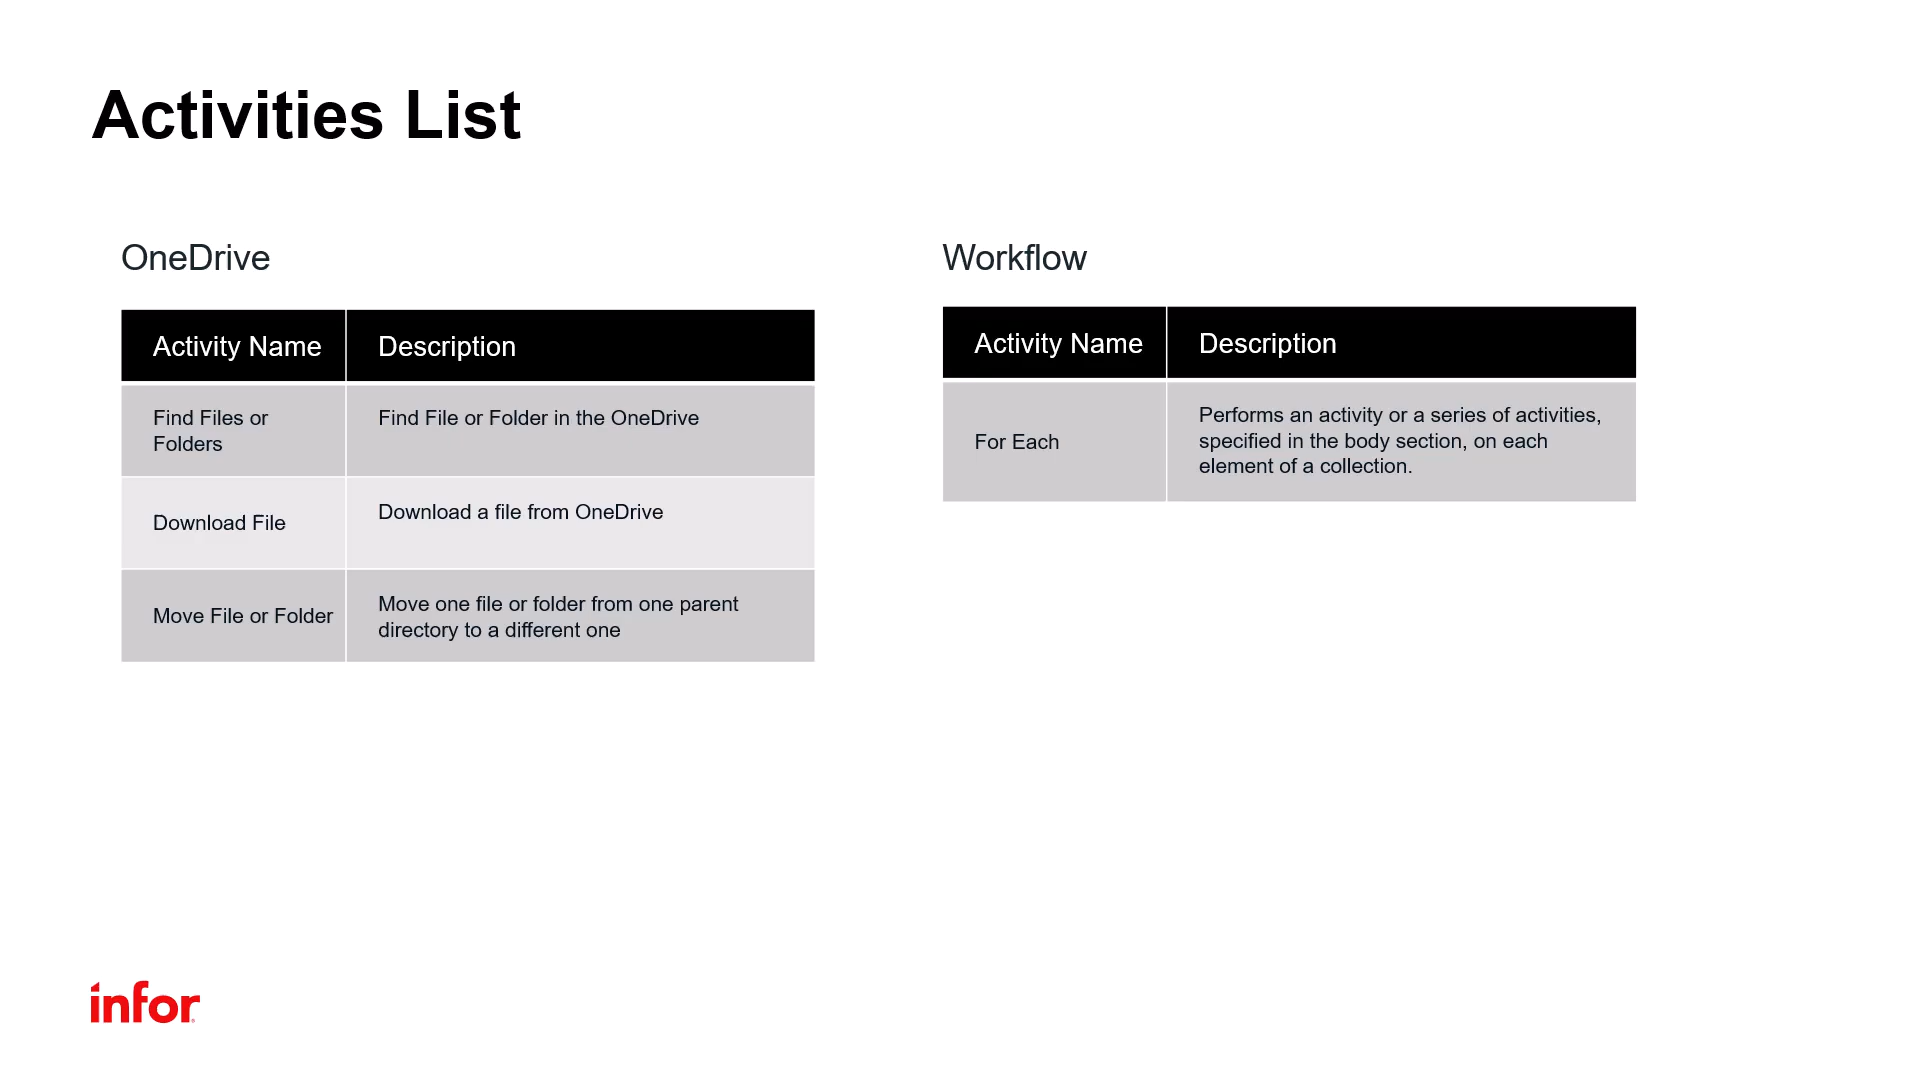 Activities List
OneDrive
Activity Name
Description
Find Files or
Folders
Find File or Folder in the OneDrive
Download File
Download a file from OneDrive
Move File or Folder
Move one file or folder from one parent
directory to a different one
Workflow
Activity Name
Description
For Each
Performs an activity or a series of activities,
specified in the body section, on each
element of a collection.
infor